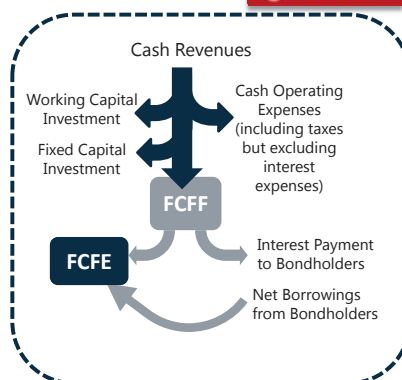 Cash Revenues
Working Capital
Investment
Fixed Capital
Investment
Cash Operating
Expenses
(including taxes
but excluding
interest
expenses)
FCFF
FCFE
Interest Payment
to Bondholders
Net Borrowings
from Bondholders